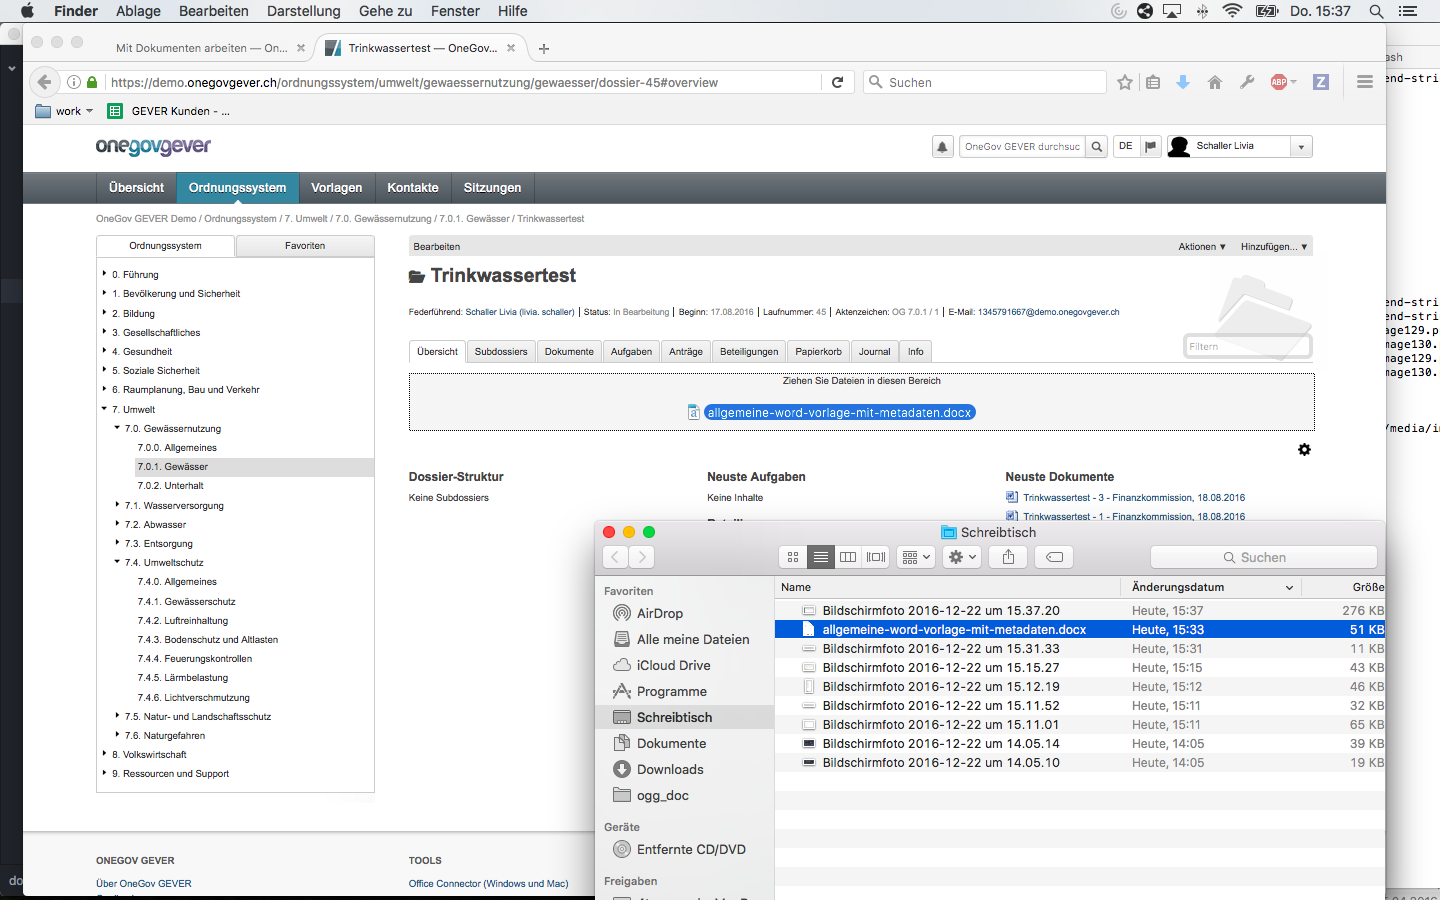 Finder Ablage Bearbeiten Darstellung Gehe zu Fenster Hilfe Do. 15:37
Mit Dokumenten arbeiten — On... Trinkwassertest — OneGov...
https://demo.onegovgever.ch/ordnungssystem/umwelt/gewaessernutzung/gewaesser/dossier-45#overview Suchen ABP Z
work GEVER Kunden - ...
onegovgever OneGov GEVER durchsuc DE Schaller Livia
Übersicht Ordnungssystem Vorlagen Kontakte Sitzungen
OneGov GEVER Demo / Ordnungssystem / 7. Umwelt / 7.0. Gewässernutzung / 7.0.1. Gewässer / Trinkwassertest
Ordnungssystem Favoriten
0. Führung
1. Bevölkerung und Sicherheit
2. Bildung
3. Gesellschaftliches
4. Gesundheit
5. Soziale Sicherheit
6. Raumplanung, Bau und Verkehr
7. Umwelt
7.0. Gewässernutzung
7.0.0. Allgemeines
7.0.1. Gewässer
7.0.2. Unterhalt
7.1. Wasserversorgung
7.2. Abwasser
7.3. Entsorgung
7.4. Umweltschutz
7.4.0. Allgemeines
7.4.1. Gewässerschutz
7.4.2. Luftreinhaltung
7.4.3. Bodenschutz und Altlasten
7.4.4. Feuerungskontrollen
7.4.5. Lärmbelastung
7.4.6. Lichtverschmutzung
7.5. Natur- und Landschaftsschutz
7.6. Naturgefahren
8. Volkswirtschaft
9. Ressourcen und Support
Bearbeiten Aktionen ▼ Hinzufügen... ▼
Trinkwassertest
Federführend: Schaller Livia (livia. schaller) | Status: In Bearbeitung | Beginn: 17.08.2016 | Laufnummer: 45 | Aktenzeichen: OG 7.0.1 / 1 | E-Mail: 1345791667@demo.onegovgever.ch
Filtern
Übersicht Subdossiers Dokumente Aufgaben Anträge Beteiligungen Papierkorb Journal Info
Ziehen Sie Dateien in diesen Bereich
allgemeine-word-vorlage-mit-metadaten.docx
Dossier-Struktur
Keine Subdossiers
Neuste Aufgaben
Keine Inhalte
Neuste Dokumente
Trinkwassertest - 3 - Finanzkommission, 18.08.2016
Trinkwassertest - 1 - Finanzkommission, 18.08.2016
Schreibtisch
Suchen
Favoriten
AirDrop
Alle meine Dateien
iCloud Drive
Programme
Schreibtisch
Dokumente
Downloads
ogg_doc
Geräte
Entfernte CD/DVD
Freigaben
Name Änderungsdatum Größe
Bildschirmfoto 2016-12-22 um 15.37.20 Heute, 15:37 276 KB
allgemeine-word-vorlage-mit-metadaten.docx Heute, 15:33 51 KB
Bildschirmfoto 2016-12-22 um 15.31.33 Heute, 15:31 11 KB
Bildschirmfoto 2016-12-22 um 15.15.27 Heute, 15:15 43 KB
Bildschirmfoto 2016-12-22 um 15.12.19 Heute, 15:12 46 KB
Bildschirmfoto 2016-12-22 um 15.11.52 Heute, 15:11 32 KB
Bildschirmfoto 2016-12-22 um 15.11.01 Heute, 15:11 65 KB
Bildschirmfoto 2016-12-22 um 14.05.14 Heute, 14:05 39 KB
Bildschirmfoto 2016-12-22 um 14.05.10 Heute, 14:05 19 KB
ONEGOV GEVER
Über OneGov GEVER
TOOLS
Office Connector (Windows und Mac)
do
ash
end-stri
end-stri
end-stri
age129.p
mage130.
mage129.
mage130.
/media/i